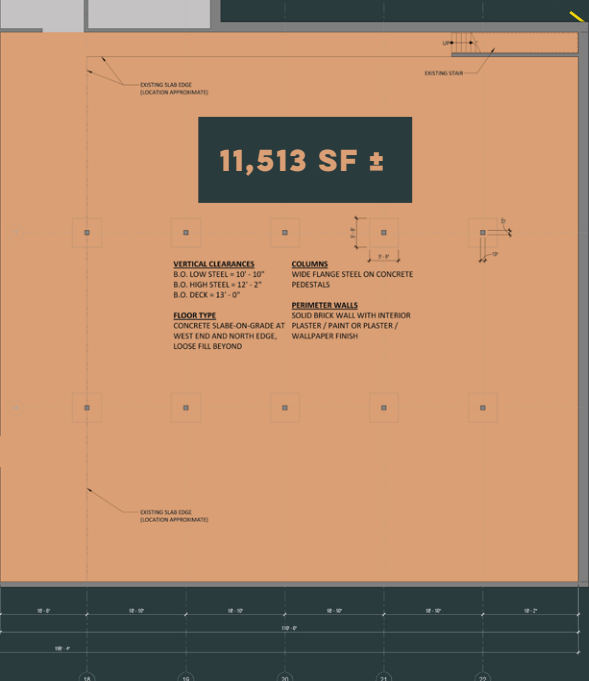 UP
EXISTING STAIR
EXISTING SLAB EDGE
(LOCATION APPROXIMATE)
11,513 SF ±
VERTICAL CLEARANCES
B.O. LOW STEEL = 10' - 10"
B.O. HIGH STEEL = 12' - 2"
B.O. DECK = 13' - 0"
FLOOR TYPE
CONCRETE SLABE-ON-GRADE AT
WEST END AND NORTH EDGE,
LOOSE FILL BEYOND
COLUMNS
WIDE FLANGE STEEL ON CONCRETE
PEDESTALS
PERIMETER WALLS
SOLID BRICK WALL WITH INTERIOR
PLASTER / PAINT OR PLASTER /
WALLPAPER FINISH
EXISTING SLAB EDGE
(LOCATION APPROXIMATE)
18
19
20
21
22